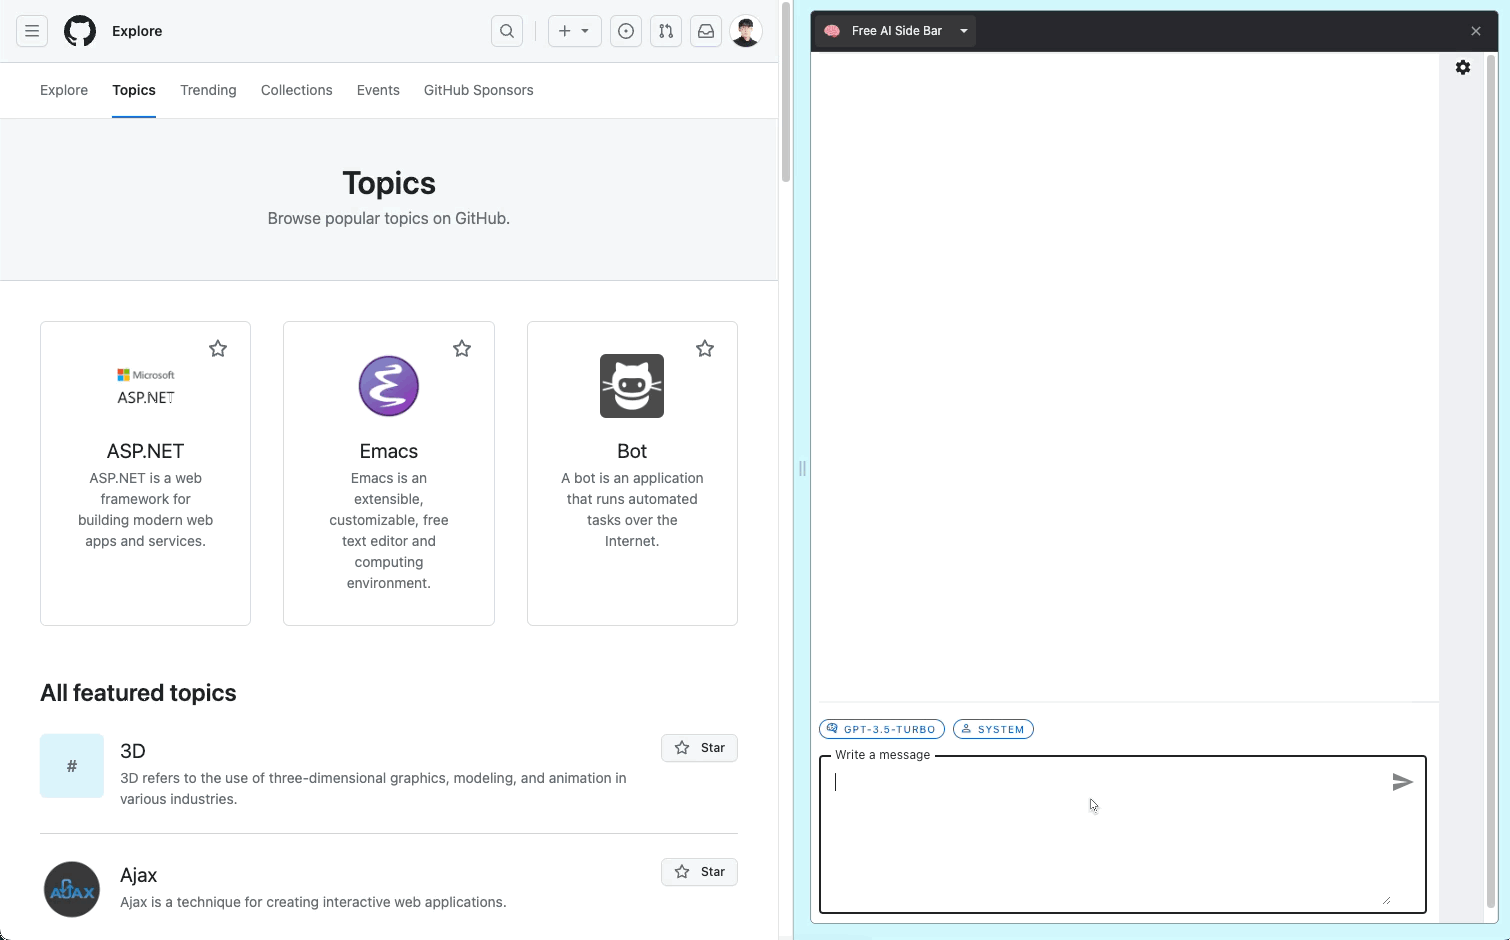 Explore
Explore
Topics
Trending
Collections
Events
GitHub Sponsors
Topics
Browse popular topics on GitHub.
Microsoft
ASP.NET
ASP.NET
ASP.NET is a web
framework for
building modern web
apps and services.
Emacs
Emacs is an
extensible,
customizable, free
text editor and
computing
environment.
Bot
A bot is an application
that runs automated
tasks over the
Internet.
All featured topics
#
3D
3D refers to the use of three-dimensional graphics, modeling, and animation in
various industries.
Star
AJAX
Ajax
Ajax is a technique for creating interactive web applications.
Star
Free AI Side Bar
GPT-3.5-TURBO
SYSTEM
Write a message